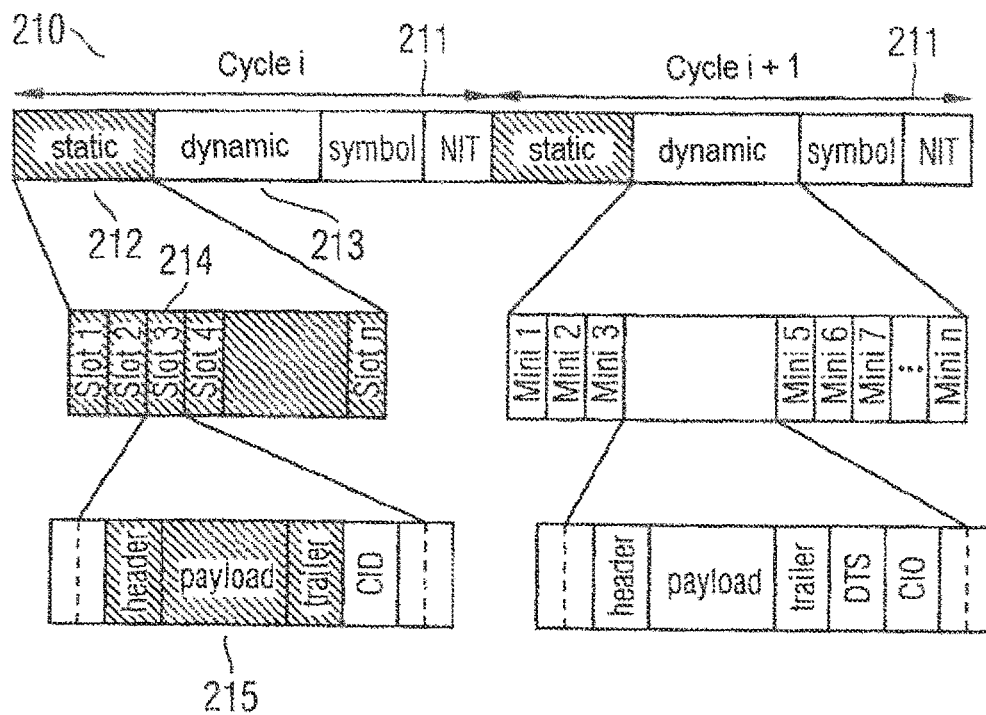 210
211
211
Cycle i
Cycle i + 1
static dynamic symbol NIT static dynamic symbol NIT
212
213
214
Slot 1 Slot 2 Slot 3 Slot 4 Slot n
Mini 1 Mini 2 Mini 3 Mini 5 Mini 6 Mini 7 ... Mini n
header payload trailer CID
header payload trailer DTS CIO
215